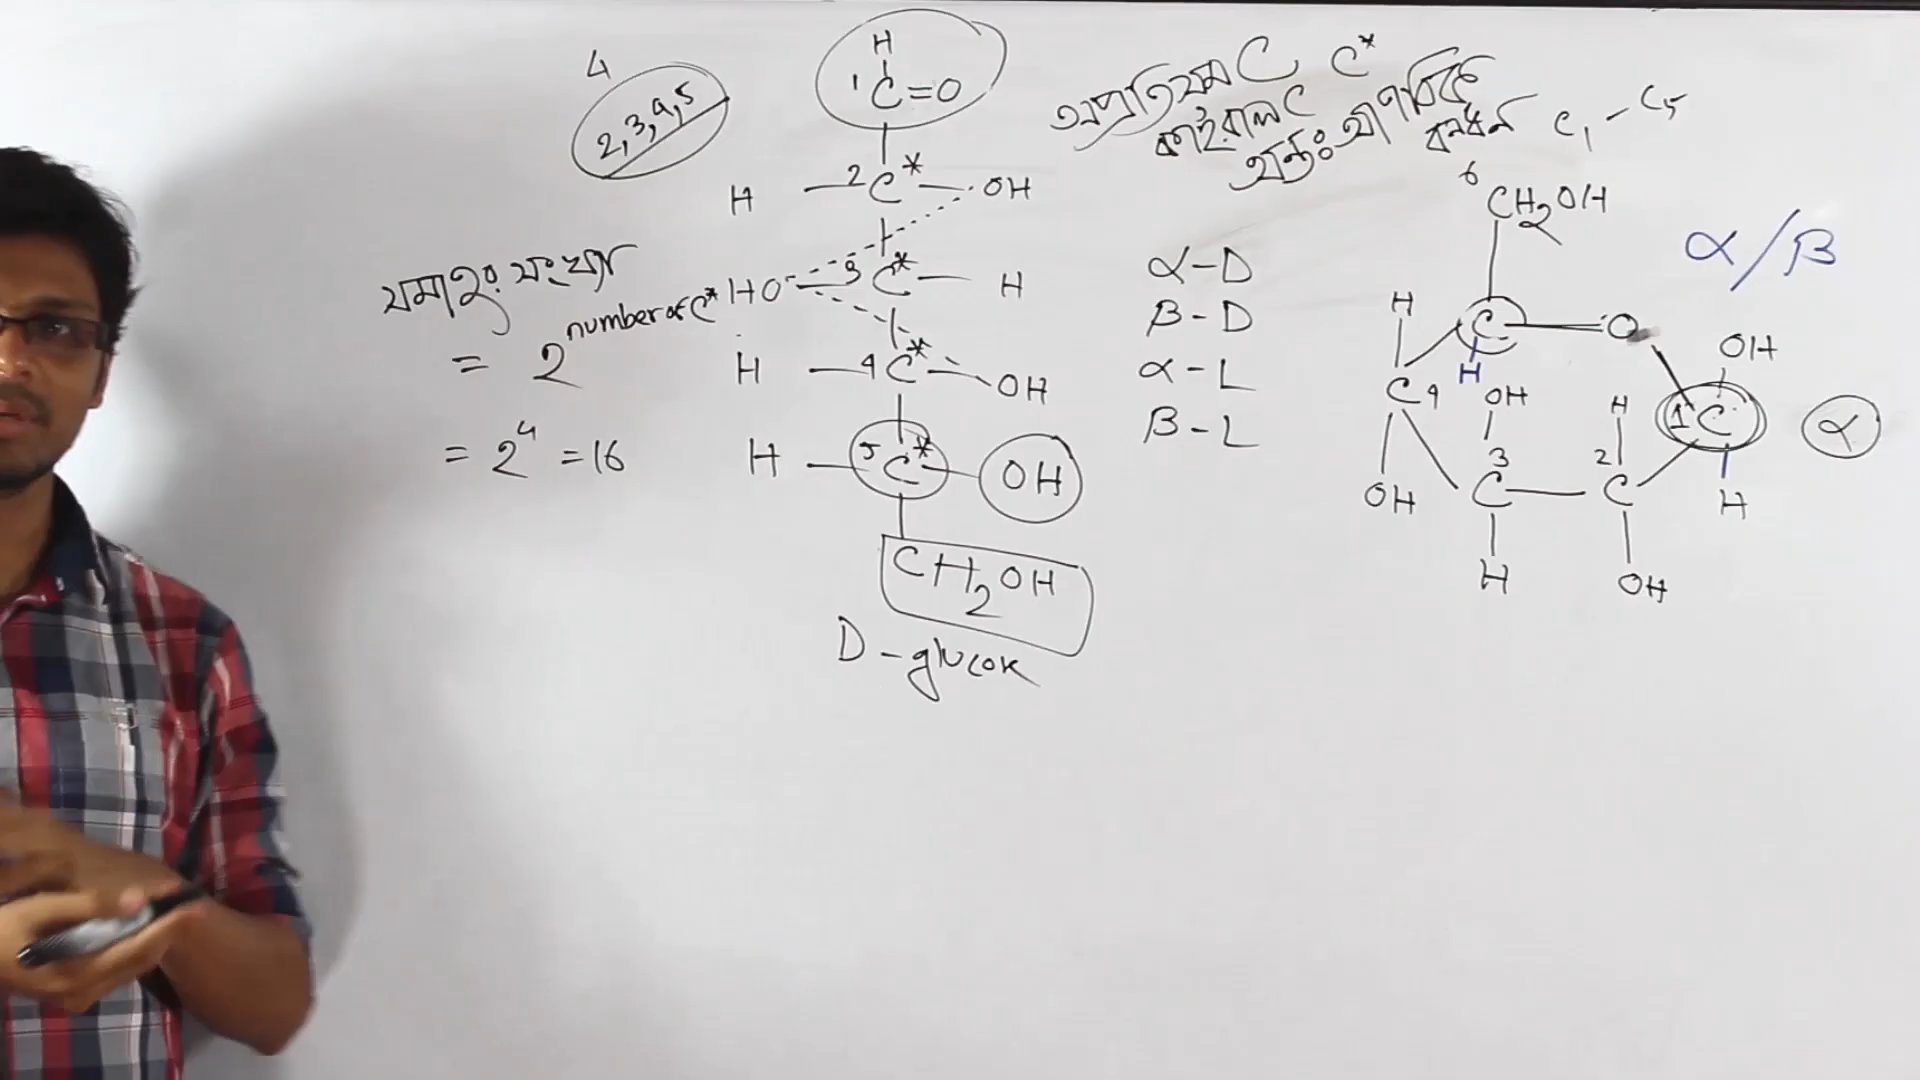 4
2,3,4,5
H
1C=O
H —2C*— OH
HO —3C*— H
H —4C*— OH
H —5C*— OH
CH2OH
D-glucose
সমাণুর সংখ্যা
= 2 number of C*
= 2^4 = 16
অপ্রতিসম C C*
কাইরাল C
অন্তঃআণবিক
বন্ধন C1 - C5
α-D
β-D
α-L
β-L
α/β
6
CH2OH
H C O
H OH
C4 OH H 1C α
3 2
OH C — C H
H OH